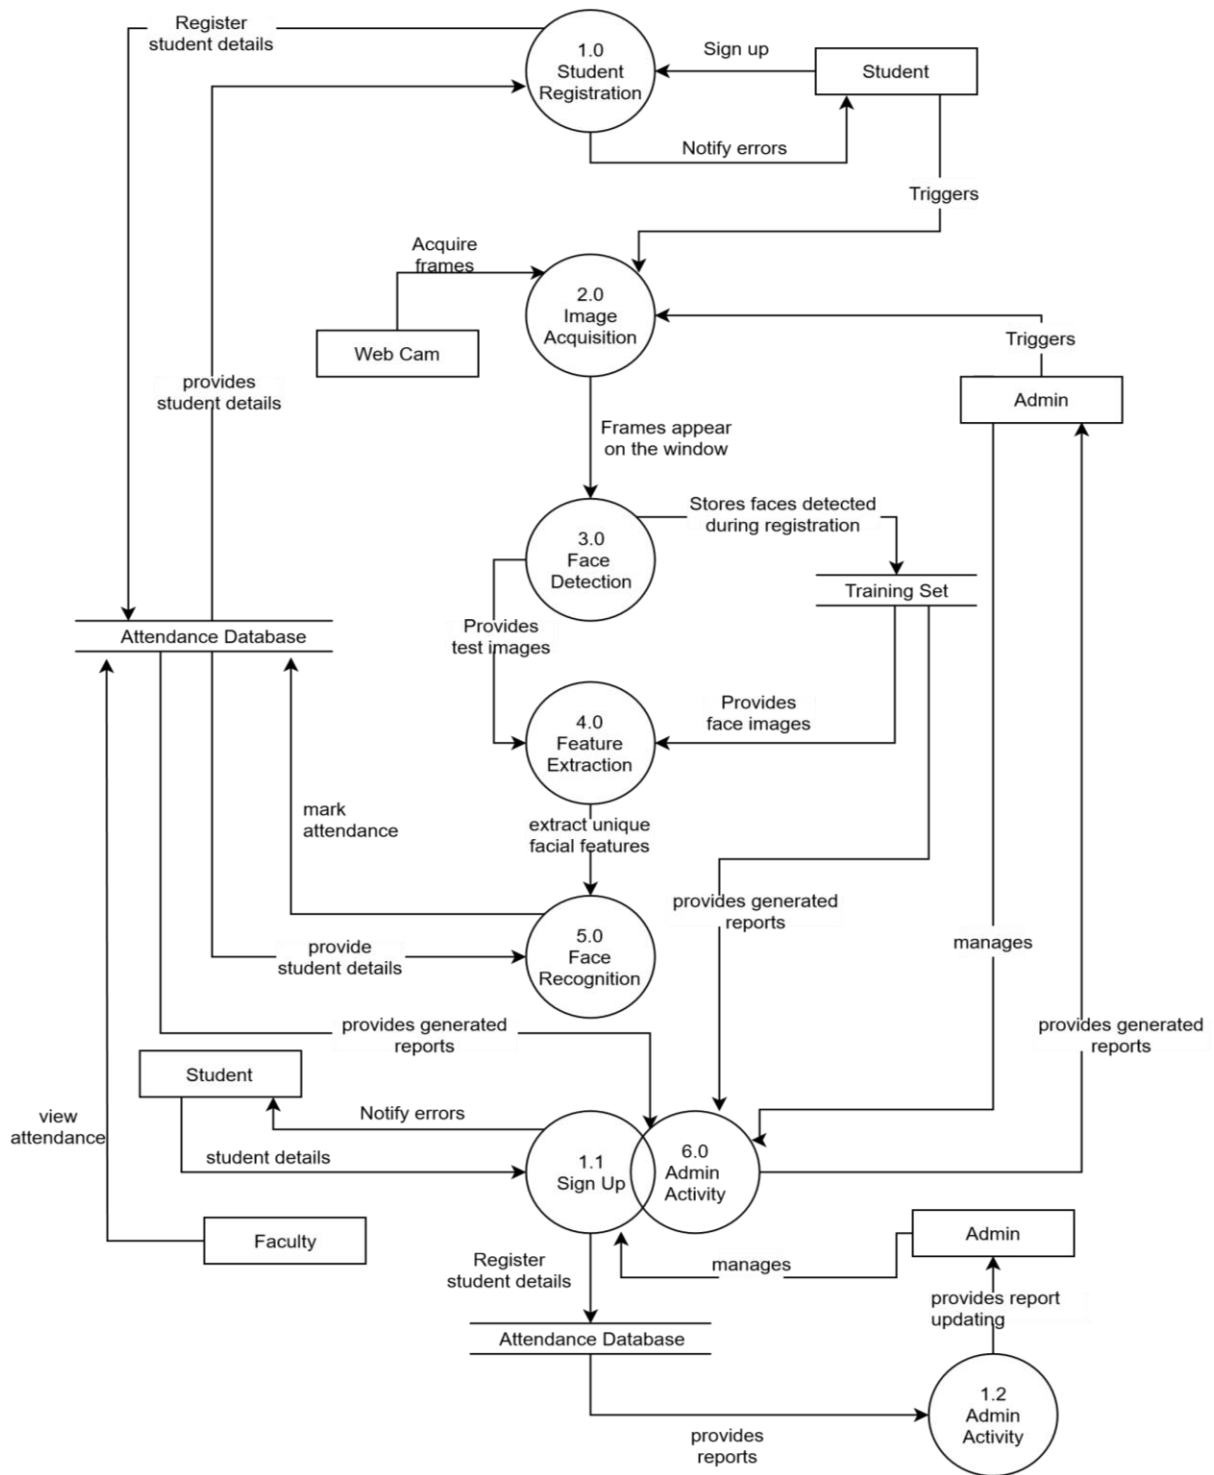 Register
student details
1.0
Student
Registration
Sign up
Student
Notify errors
Triggers
Acquire
frames
2.0
Image
Acquisition
Web Cam
Triggers
Admin
provides
student details
Frames appear
on the window
Stores faces detected
during registration
3.0
Face
Detection
Training Set
Provides
test images
Attendance Database
4.0
Feature
Extraction
Provides
face images
mark
attendance
extract unique
facial features
provides generated
reports
5.0
Face
Recognition
provide
student details
manages
provides generated
reports
provides generated
reports
Student
Notify errors
view
attendance
student details
1.1
Sign Up
6.0
Admin
Activity
Faculty
Admin
Register
student details
manages
provides report
updating
Attendance Database
1.2
Admin
Activity
provides
reports